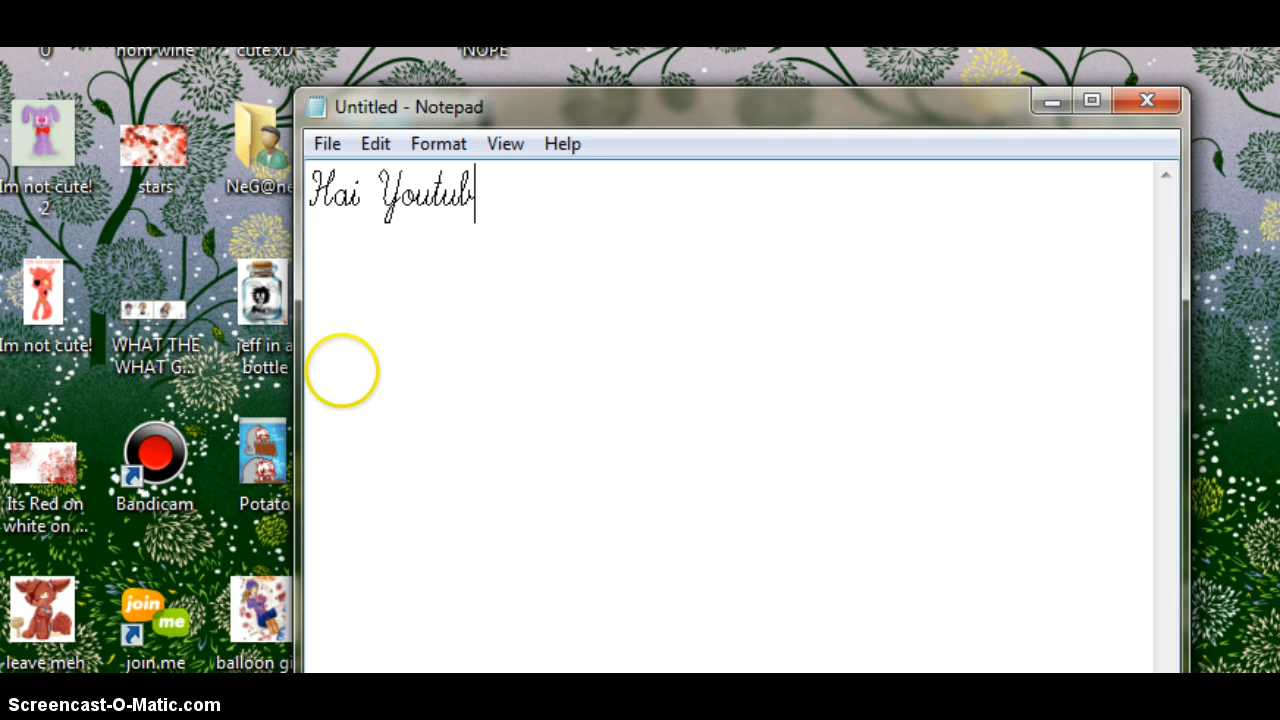 U
nom wine
cute xD
NOPE
Untitled - Notepad
File Edit Format View Help
Hai Youtub
Im not cute!
2
stars
NeG@ne
Im not cute!
WHAT THE
WHAT G...
jeff in a
bottle
Its Red on
white on ...
Bandicam
Potato
leave meh
join
me
join.me
balloon gi
Screencast-O-Matic.com